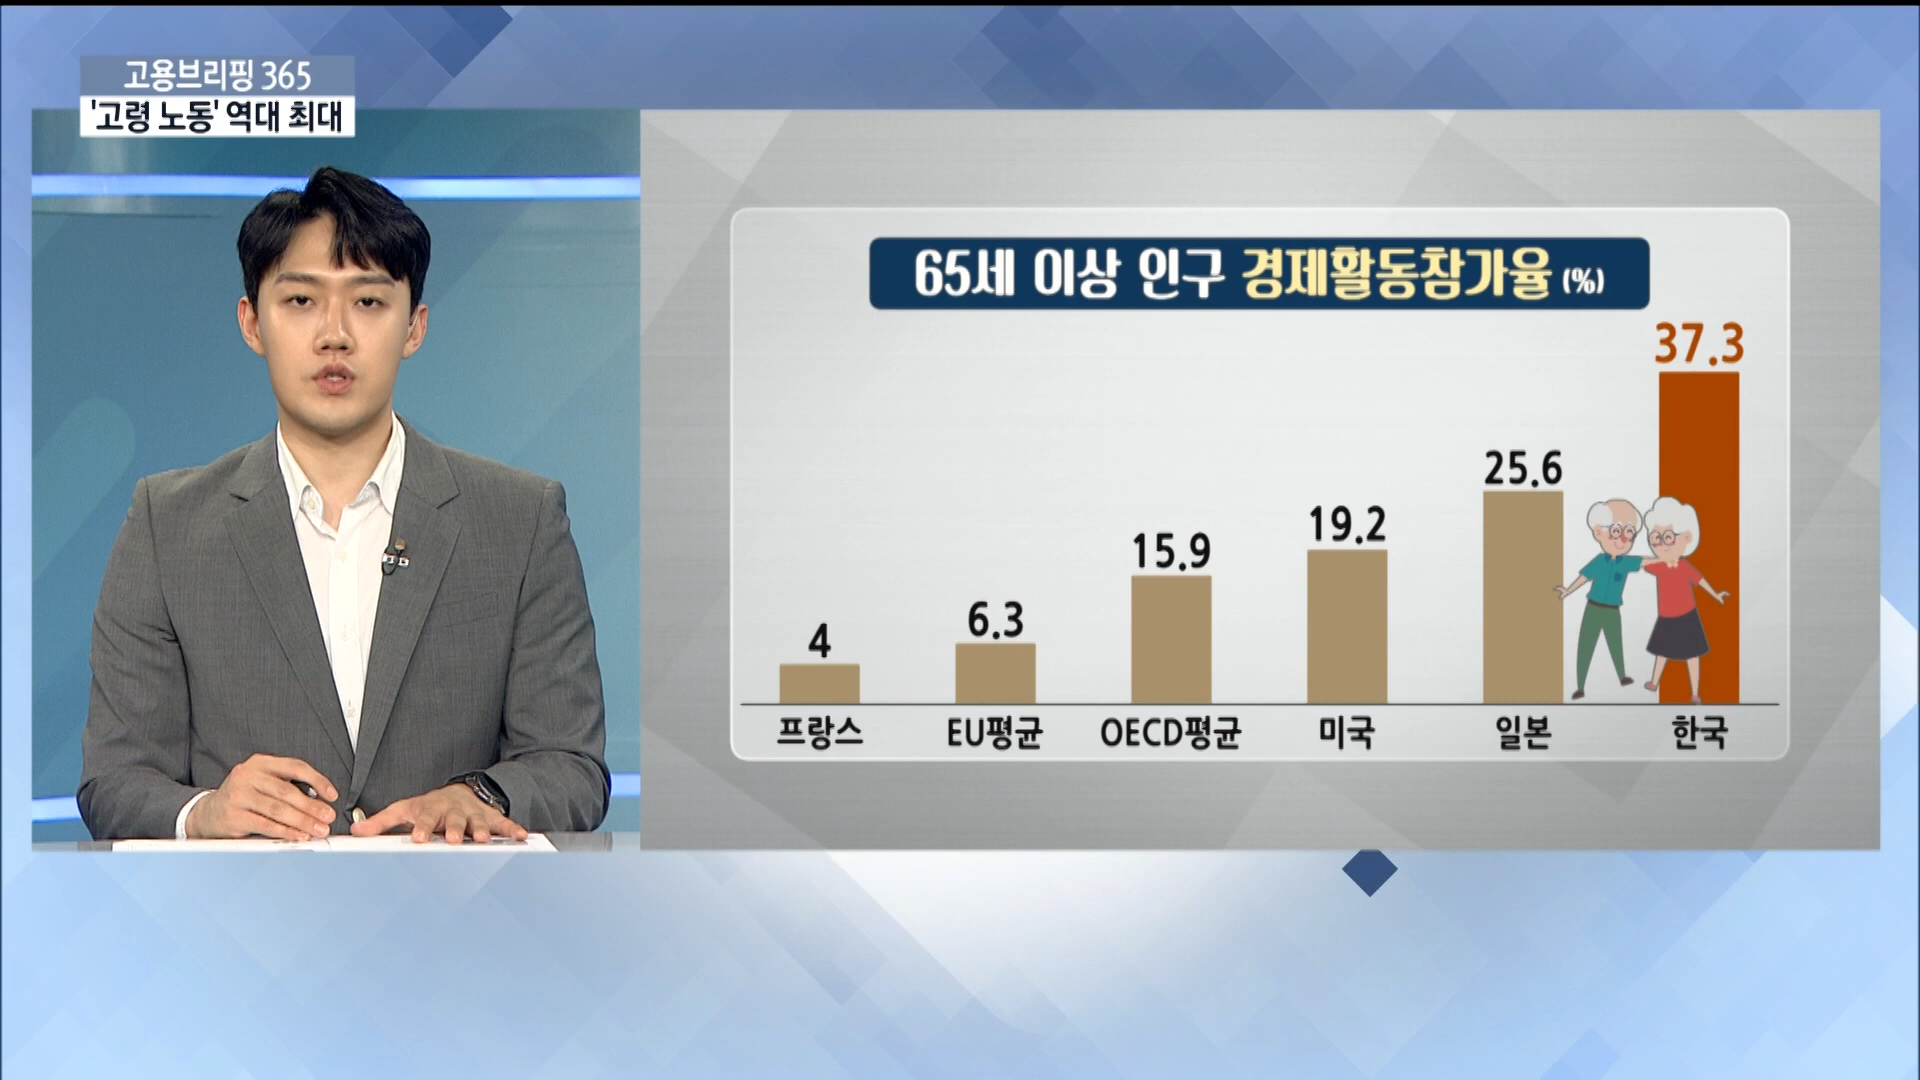 고용브리핑 365
'고령 노동' 역대 최대
65세 이상 인구 경제활동참가율 (%)
4
6.3
15.9
19.2
25.6
37.3
프랑스
EU평균
OECD평균
미국
일본
한국